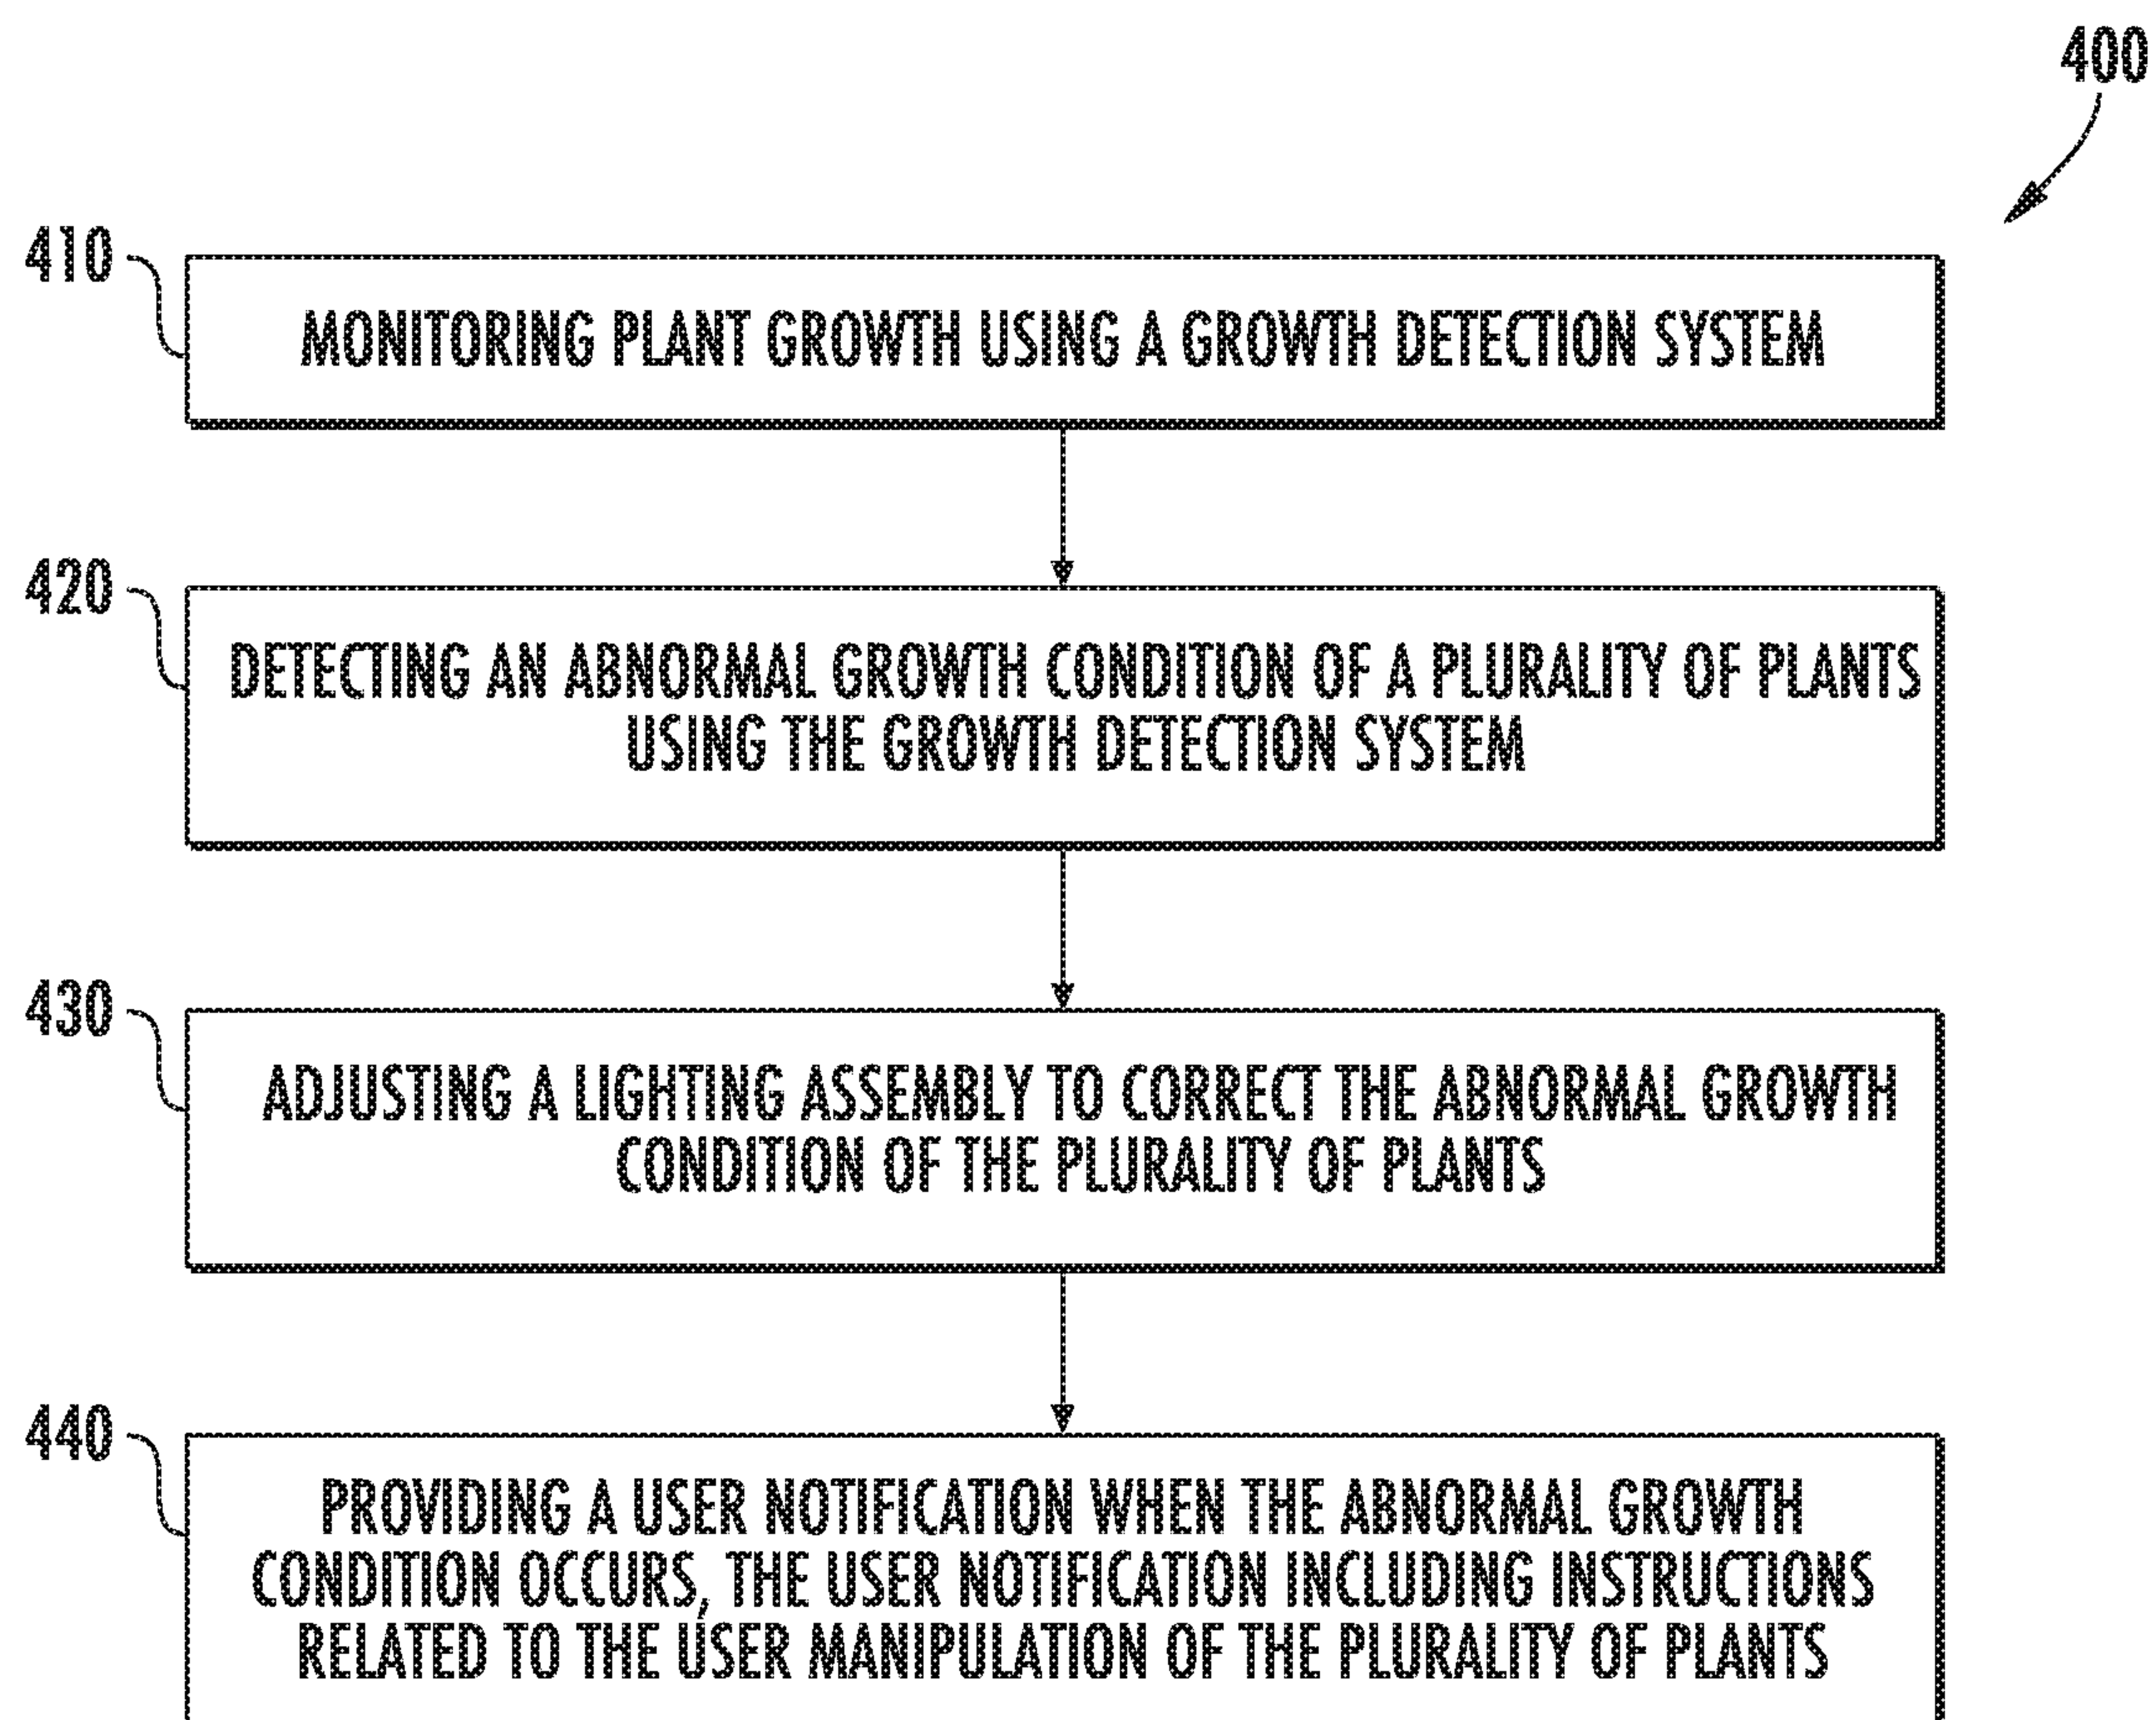 400
410
MONITORING PLANT GROWTH USING A GROWTH DETECTION SYSTEM
420
DETECTING AN ABNORMAL GROWTH CONDITION OF A PLURALITY OF PLANTS
USING THE GROWTH DETECTION SYSTEM
430
ADJUSTING A LIGHTING ASSEMBLY TO CORRECT THE ABNORMAL GROWTH
CONDITION OF THE PLURALITY OF PLANTS
440
PROVIDING A USER NOTIFICATION WHEN THE ABNORMAL GROWTH
CONDITION OCCURS, THE USER NOTIFICATION INCLUDING INSTRUCTIONS
RELATED TO THE USER MANIPULATION OF THE PLURALITY OF PLANTS